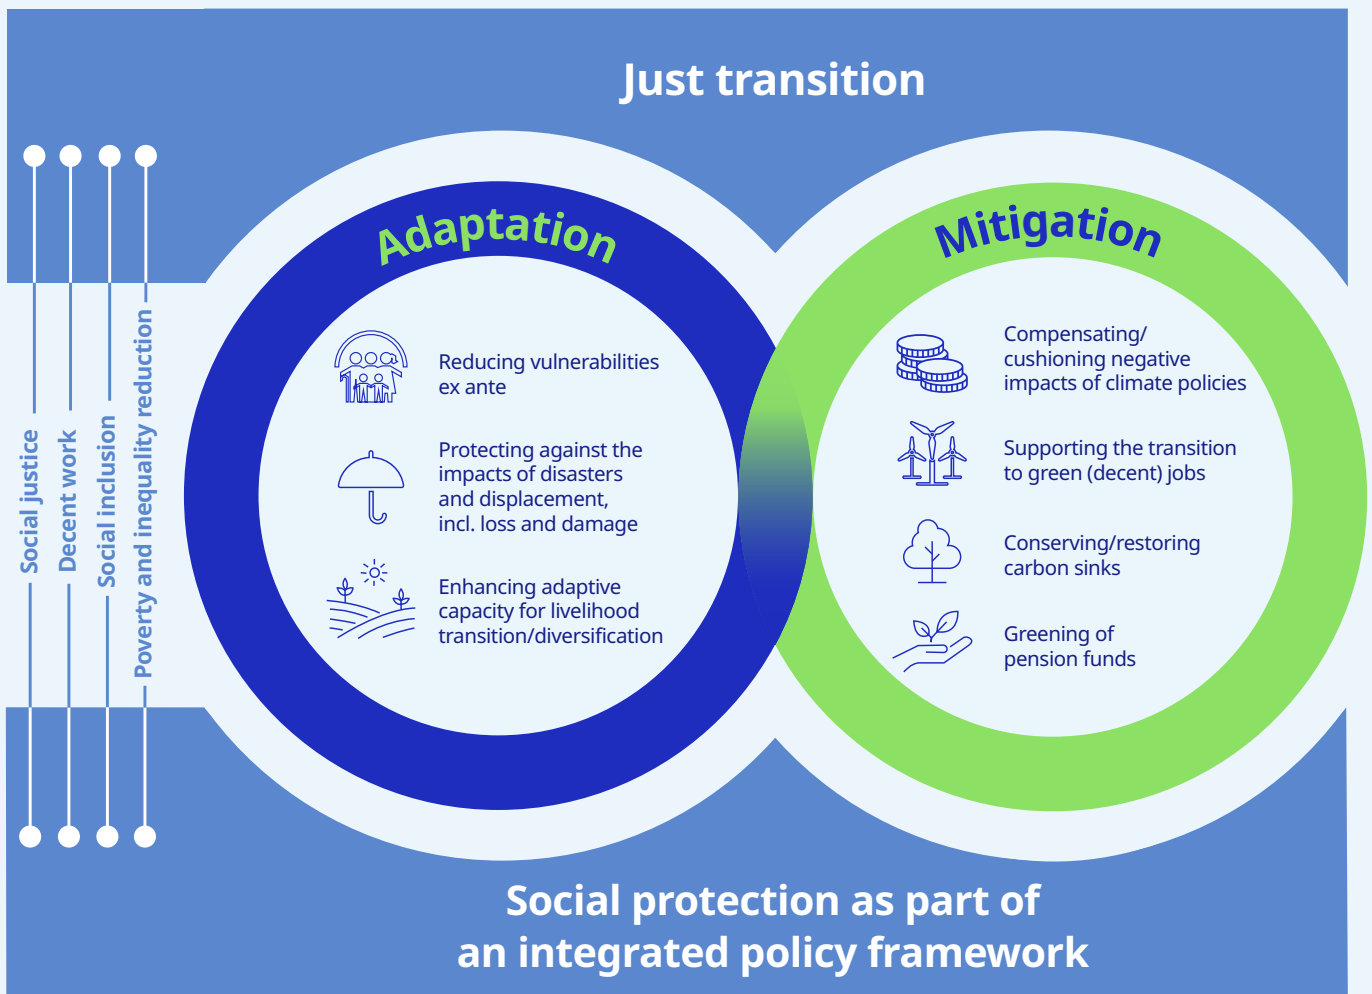 Just transition
Social justice
Decent work
Social inclusion
Poverty and inequality reduction
Adaptation
Reducing vulnerabilities
ex ante
Protecting against the
impacts of disasters
and displacement,
incl. loss and damage
Enhancing adaptive
capacity for livelihood
transition/diversification
Mitigation
Compensating/
cushioning negative
impacts of climate policies
Supporting the transition
to green (decent) jobs
Conserving/restoring
carbon sinks
Greening of
pension funds
Social protection as part of
an integrated policy framework